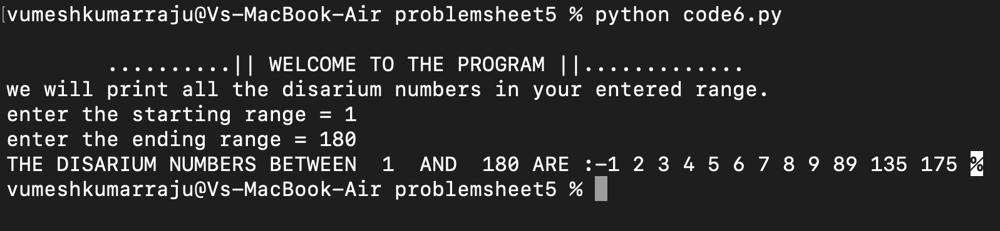 [vumeshkumarraju@Vs-MacBook-Air problemsheet5 % python code6.py
..........|| WELCOME TO THE PROGRAM ||.............
we will print all the disarium numbers in your entered range.
enter the starting range = 1
enter the ending range = 180
THE DISARIUM NUMBERS BETWEEN  1  AND  180 ARE :-1 2 3 4 5 6 7 8 9 89 135 175 %
vumeshkumarraju@Vs-MacBook-Air problemsheet5 %